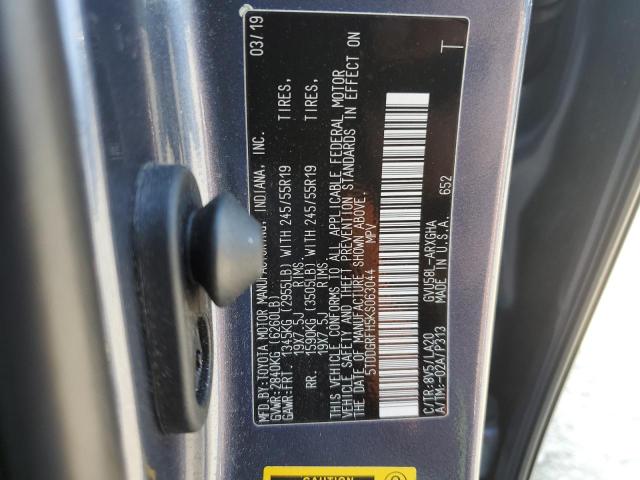 MFD.BY:TOYOTA MOTOR MANUFACTURING, INDIANA, INC. 03/19
GVWR:2840KG(6260LB)
GAWR:FRT. 1345KG (2955LB) WITH 245/55R19 TIRES,
19X7.5J RIMS,
RR. 1590KG (3505LB) WITH 245/55R19 TIRES,
19X7.5J RIMS.
THIS VEHICLE CONFORMS TO ALL APPLICABLE FEDERAL MOTOR
VEHICLE SAFETY AND THEFT PREVENTION STANDARDS IN EFFECT ON
THE DATE OF MANUFACTURE SHOWN ABOVE.
5TDDGRFH5KS063044 MPV
T
652
C/TR:8V5/LA20 GVU58L-ARXGHA
A/TM:-02A/P313 MADE IN U.S.A.
CAUTION